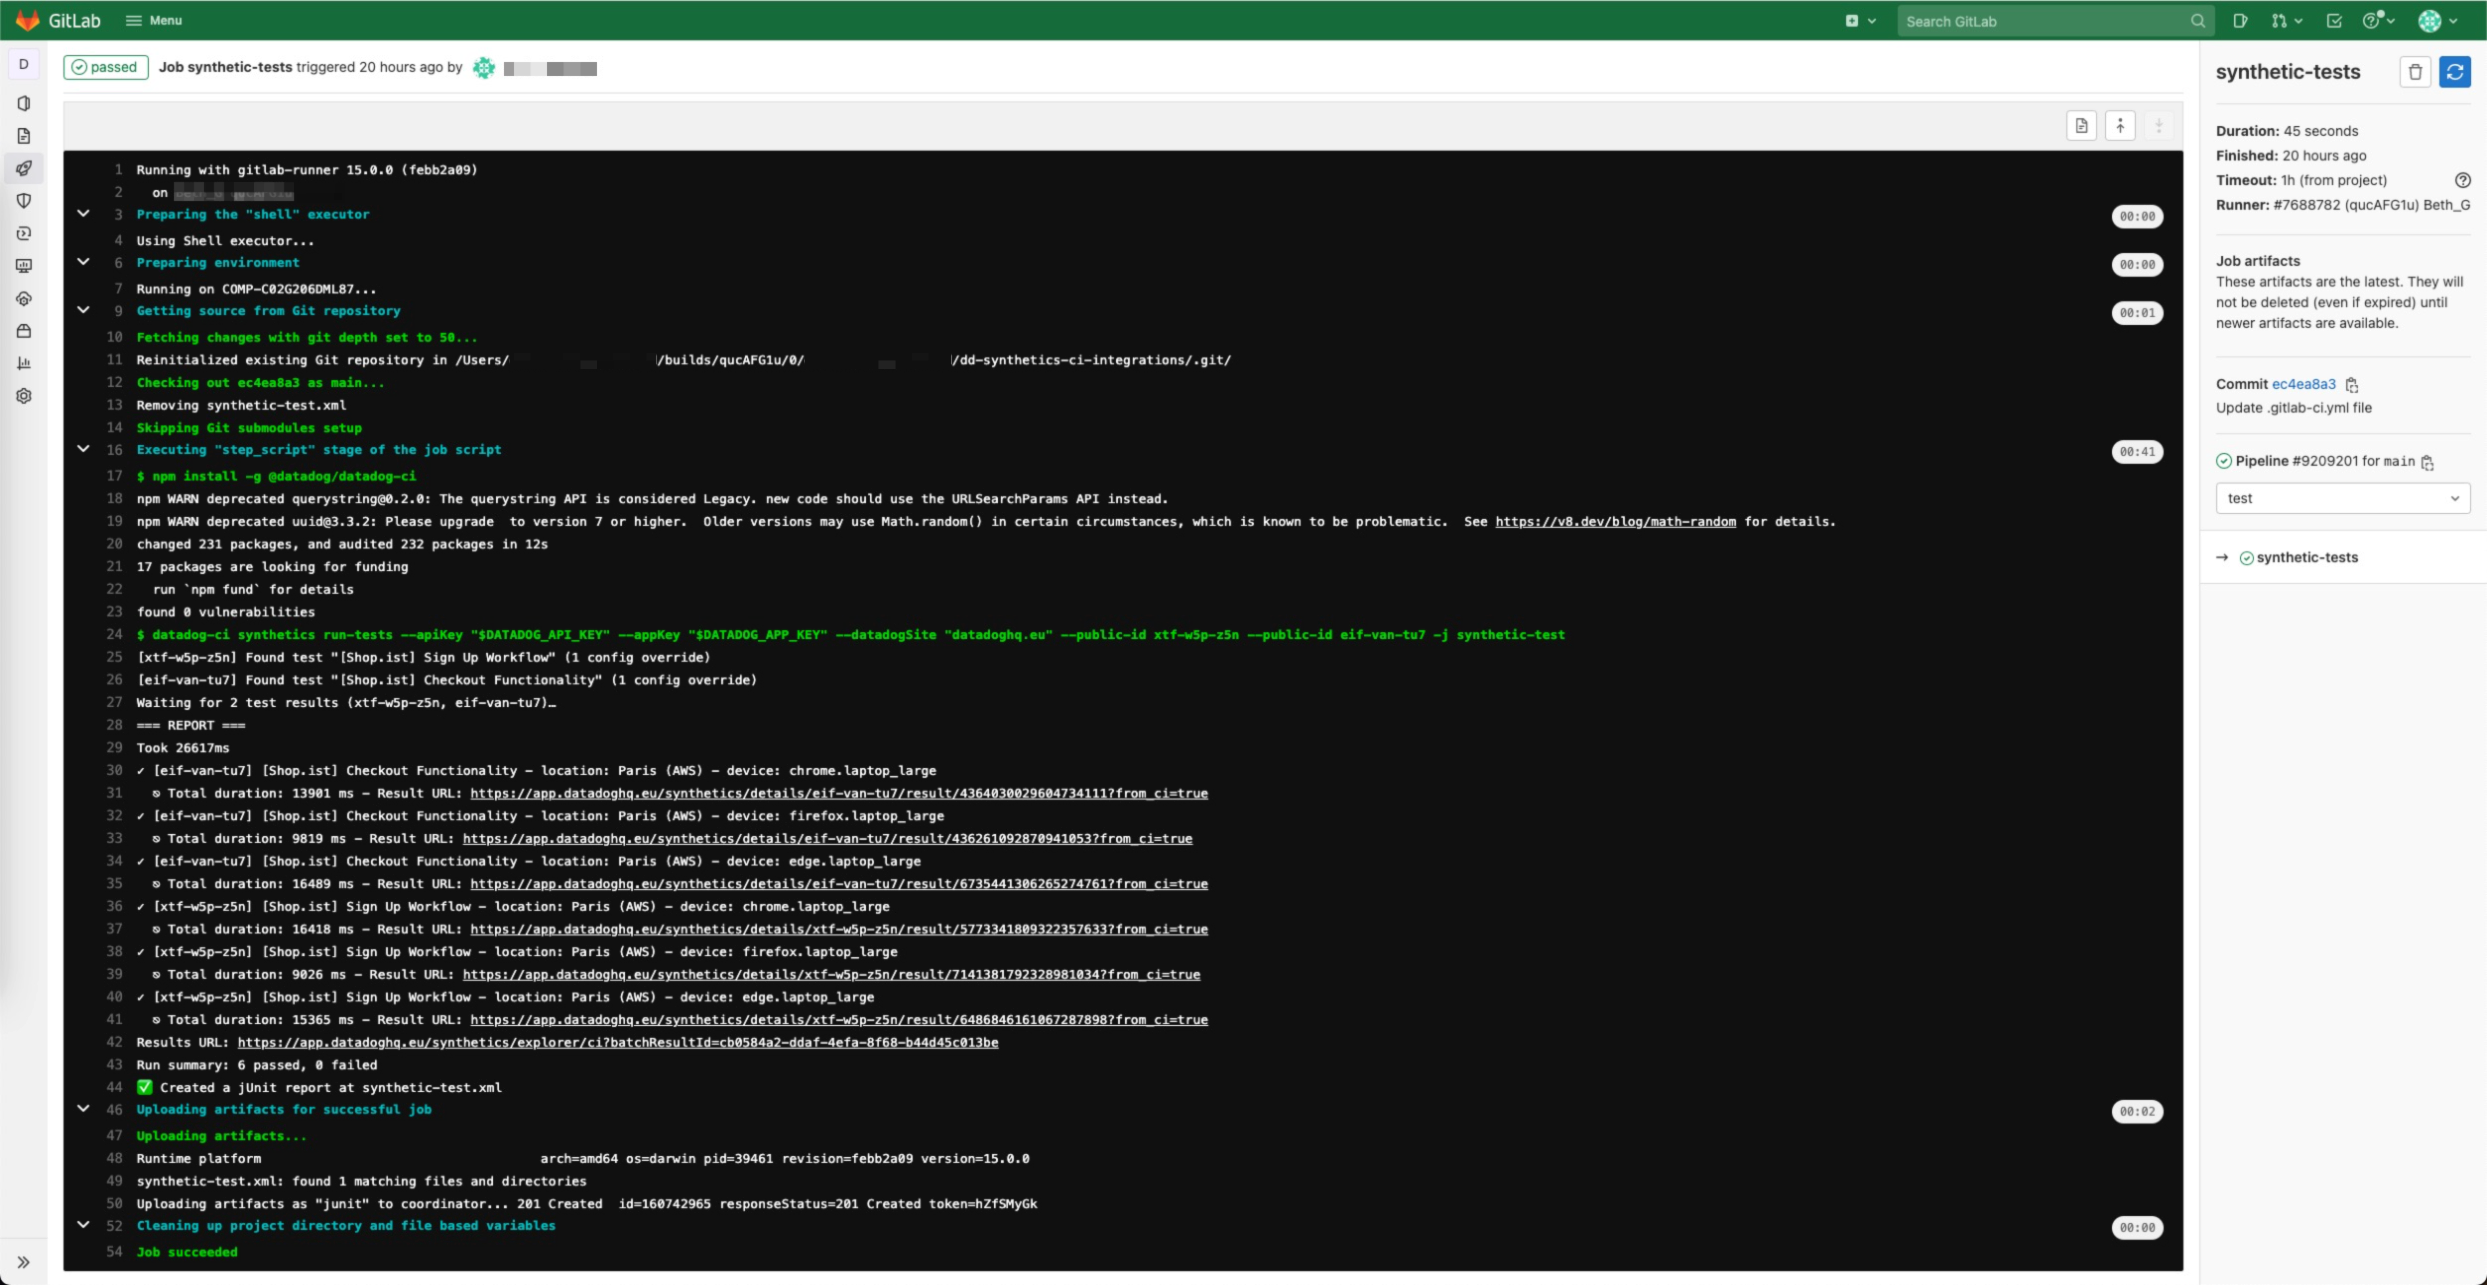 GitLab
Menu
Search GitLab
D
passed
Job synthetic-tests triggered 20 hours ago by
1 Running with gitlab-runner 15.0.0 (febb2a09)
2 on
3 Preparing the "shell" executor
00:00
4 Using Shell executor...
6 Preparing environment
00:00
7 Running on COMP-C02G206DML87...
9 Getting source from Git repository
00:01
10 Fetching changes with git depth set to 50...
11 Reinitialized existing Git repository in /Users/ /builds/qucAFG1u/0/ /dd-synthetics-ci-integrations/.git/
12 Checking out ec4ea8a3 as main...
13 Removing synthetic-test.xml
14 Skipping Git submodules setup
16 Executing "step_script" stage of the job script
00:41
17 $ npm install -g @datadog/datadog-ci
18 npm WARN deprecated querystring@0.2.0: The querystring API is considered Legacy. new code should use the URLSearchParams API instead.
19 npm WARN deprecated uuid@3.3.2: Please upgrade  to version 7 or higher.  Older versions may use Math.random() in certain circumstances, which is known to be problematic.  See https://v8.dev/blog/math-random for details.
20 changed 231 packages, and audited 232 packages in 12s
21 17 packages are looking for funding
22 run `npm fund` for details
23 found 0 vulnerabilities
24 $ datadog-ci synthetics run-tests --apiKey "$DATADOG_API_KEY" --appKey "$DATADOG_APP_KEY" --datadogSite "datadoghq.eu" --public-id xtf-w5p-z5n --public-id eif-van-tu7 -j synthetic-test
25 [xtf-w5p-z5n] Found test "[Shop.ist] Sign Up Workflow" (1 config override)
26 [eif-van-tu7] Found test "[Shop.ist] Checkout Functionality" (1 config override)
27 Waiting for 2 test results (xtf-w5p-z5n, eif-van-tu7)…
28 === REPORT ===
29 Took 26617ms
30 ✓ [eif-van-tu7] [Shop.ist] Checkout Functionality - location: Paris (AWS) - device: chrome.laptop_large
31 ⎋ Total duration: 13901 ms - Result URL: https://app.datadoghq.eu/synthetics/details/eif-van-tu7/result/4364030029604734111?from_ci=true
32 ✓ [eif-van-tu7] [Shop.ist] Checkout Functionality - location: Paris (AWS) - device: firefox.laptop_large
33 ⎋ Total duration: 9819 ms - Result URL: https://app.datadoghq.eu/synthetics/details/eif-van-tu7/result/436261092870941053?from_ci=true
34 ✓ [eif-van-tu7] [Shop.ist] Checkout Functionality - location: Paris (AWS) - device: edge.laptop_large
35 ⎋ Total duration: 16489 ms - Result URL: https://app.datadoghq.eu/synthetics/details/eif-van-tu7/result/6735441306265274761?from_ci=true
36 ✓ [xtf-w5p-z5n] [Shop.ist] Sign Up Workflow - location: Paris (AWS) - device: chrome.laptop_large
37 ⎋ Total duration: 16418 ms - Result URL: https://app.datadoghq.eu/synthetics/details/xtf-w5p-z5n/result/5773341809322357633?from_ci=true
38 ✓ [xtf-w5p-z5n] [Shop.ist] Sign Up Workflow - location: Paris (AWS) - device: firefox.laptop_large
39 ⎋ Total duration: 9026 ms - Result URL: https://app.datadoghq.eu/synthetics/details/xtf-w5p-z5n/result/7141381792328981034?from_ci=true
40 ✓ [xtf-w5p-z5n] [Shop.ist] Sign Up Workflow - location: Paris (AWS) - device: edge.laptop_large
41 ⎋ Total duration: 15365 ms - Result URL: https://app.datadoghq.eu/synthetics/details/xtf-w5p-z5n/result/6486846161067287898?from_ci=true
42 Results URL: https://app.datadoghq.eu/synthetics/explorer/ci?batchResultId=cb0584a2-ddaf-4efa-8f68-b44d45c013be
43 Run summary: 6 passed, 0 failed
44 ✅ Created a jUnit report at synthetic-test.xml
46 Uploading artifacts for successful job
00:02
47 Uploading artifacts...
48 Runtime platform arch=amd64 os=darwin pid=39461 revision=febb2a09 version=15.0.0
49 synthetic-test.xml: found 1 matching files and directories
50 Uploading artifacts as "junit" to coordinator... 201 Created  id=160742965 responseStatus=201 Created token=hZfSMyGk
52 Cleaning up project directory and file based variables
00:00
54 Job succeeded
synthetic-tests
Duration: 45 seconds
Finished: 20 hours ago
Timeout: 1h (from project)
Runner: #7688782 (qucAFG1u) Beth_G
Job artifacts
These artifacts are the latest. They will
not be deleted (even if expired) until
newer artifacts are available.
Commit ec4ea8a3
Update .gitlab-ci.yml file
Pipeline #9209201 for main
test
→ synthetic-tests